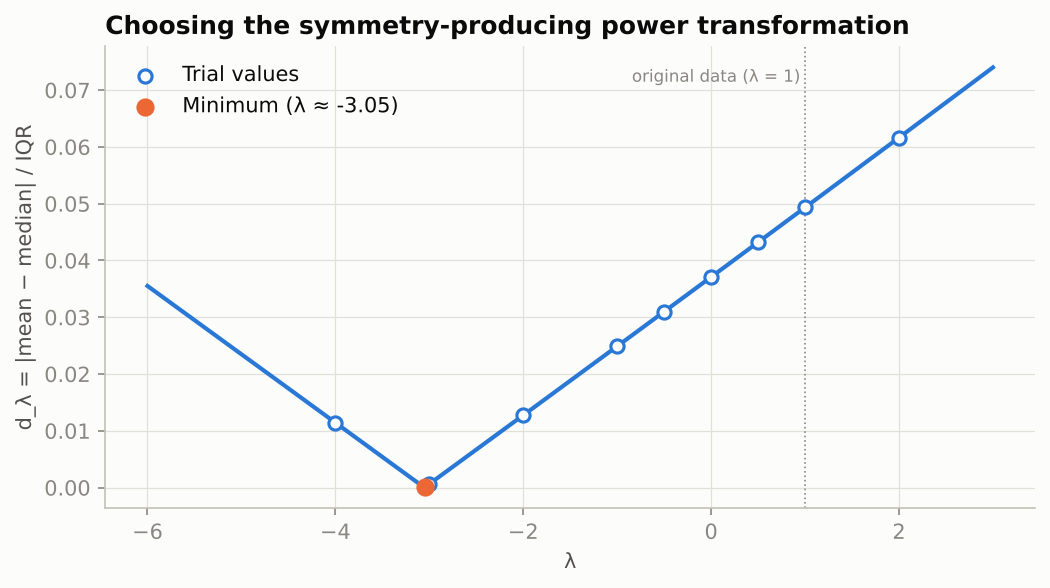 Choosing the symmetry-producing power transformation
Trial values
Minimum (λ ≈ -3.05)
original data (λ = 1)
d_λ = |mean − median| / IQR
0.07
0.06
0.05
0.04
0.03
0.02
0.01
0.00
−6
−4
−2
0
2
λ